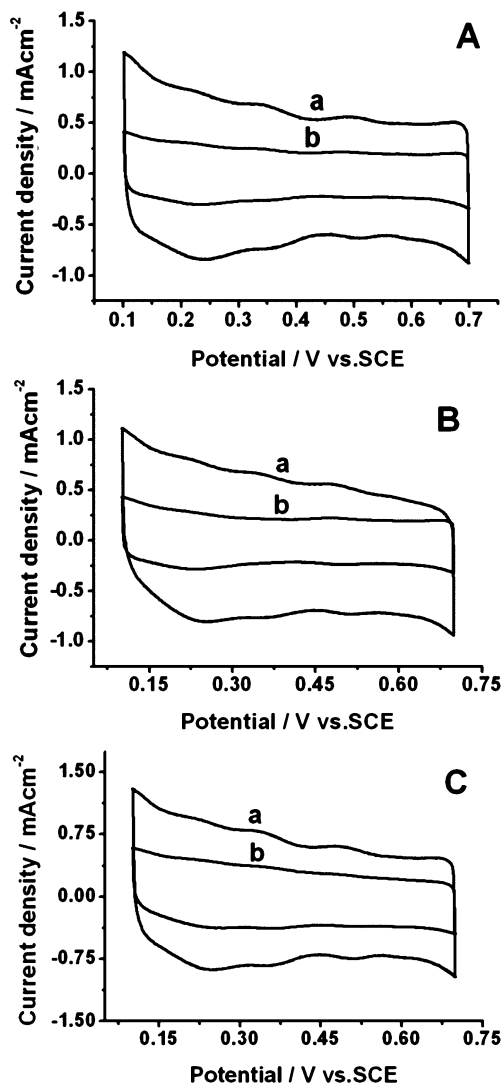 A
1.5
1.0
0.5
0.0
-0.5
-1.0
a
b
0.1 0.2 0.3 0.4 0.5 0.6 0.7
Current density / mAcm-2
Potential / V vs.SCE
B
1.5
1.0
0.5
0.0
-0.5
-1.0
a
b
0.15 0.30 0.45 0.60 0.75
Current density / mAcm-2
Potential / V vs.SCE
C
1.50
0.75
0.00
-0.75
-1.50
a
b
0.15 0.30 0.45 0.60 0.75
Current density / mAcm-2
Potential / V vs.SCE